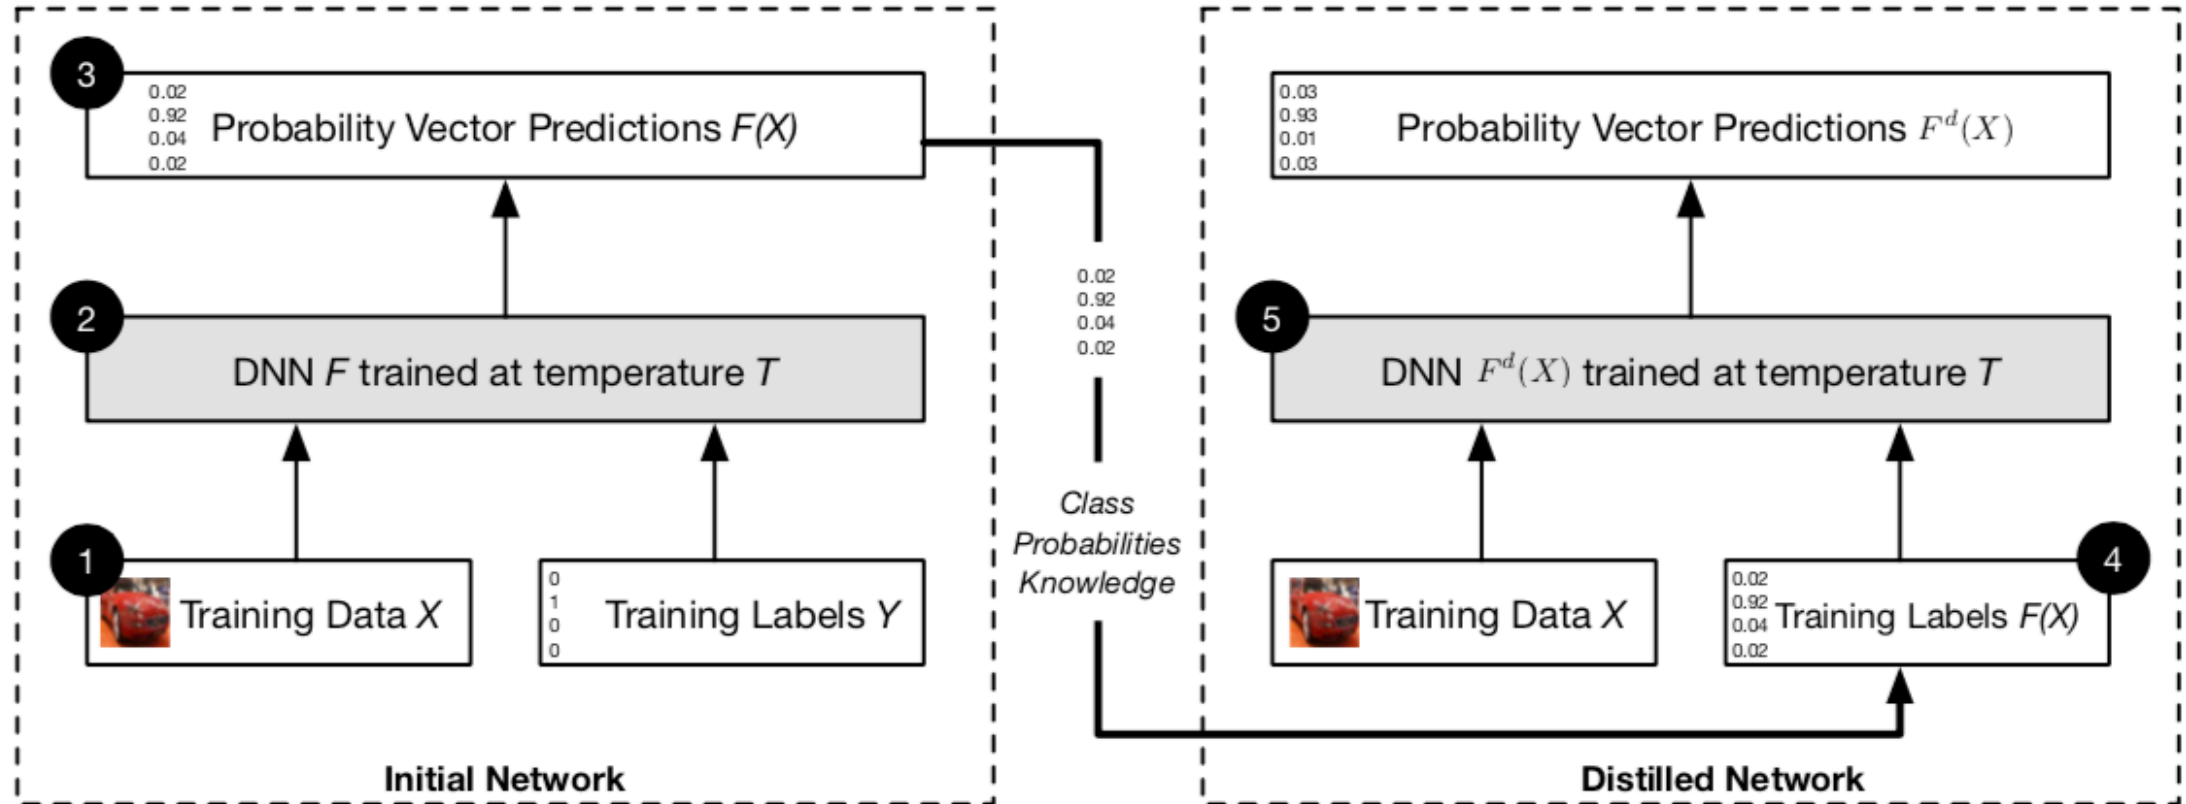 3
0.02
0.92
0.04
0.02
Probability Vector Predictions F(X)
2
DNN F trained at temperature T
1
Training Data X
0
1
0
0
Training Labels Y
Initial Network
0.02
0.92
0.04
0.02
Class
Probabilities
Knowledge
0.03
0.93
0.01
0.03
Probability Vector Predictions F^d(X)
5
DNN F^d(X) trained at temperature T
Training Data X
4
0.02
0.92
0.04
0.02
Training Labels F(X)
Distilled Network